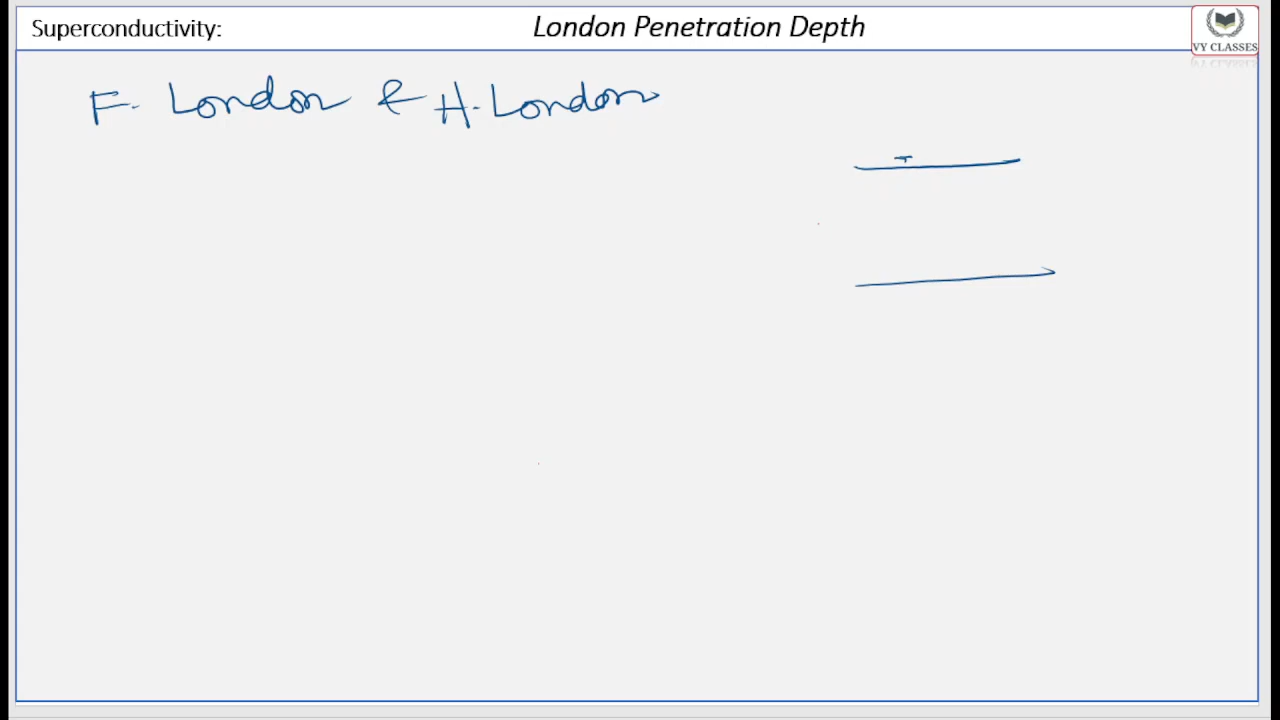 Superconductivity:
London Penetration Depth
VY CLASSES
F. London & H. London